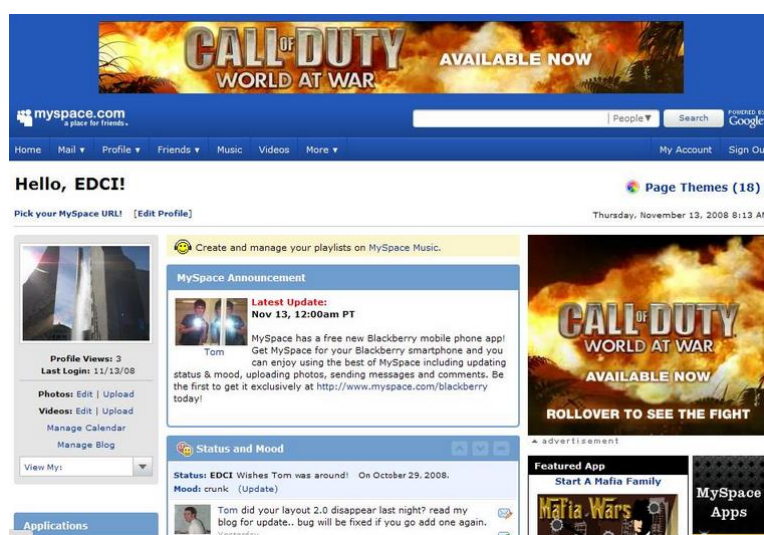 CALL OF DUTY
WORLD AT WAR
AVAILABLE NOW
myspace.com
a place for friends.
People▼
Search
POWERED BY
Google
Home Mail ▾ Profile ▾ Friends ▾ Music Videos More ▾
My Account Sign Ou
Hello, EDCI!
Page Themes (18)
Pick your MySpace URL! [Edit Profile]
Thursday, November 13, 2008 8:13 AM
Profile Views: 3
Last Login: 11/13/08
Photos: Edit | Upload
Videos: Edit | Upload
Manage Calendar
Manage Blog
View My:
Applications
Create and manage your playlists on MySpace Music.
MySpace Announcement
Tom
Latest Update:
Nov 13, 12:00am PT
MySpace has a free new Blackberry mobile phone app!
Get MySpace for your Blackberry smartphone and you
can enjoy using the best of MySpace including updating
status & mood, uploading photos, sending messages and comments. Be
the first to get it exclusively at http://www.myspace.com/blackberry
today!
Status and Mood
Status: EDCI Wishes Tom was around! On October 29, 2008.
Mood: crunk (Update)
Tom did your layout 2.0 disappear last night? read my
blog for update.. bug will be fixed if you go add one again.
Yesterday
CALL OF DUTY
WORLD AT WAR
AVAILABLE NOW
ROLLOVER TO SEE THE FIGHT
advertisement
Featured App
Start A Mafia Family
Mafia Wars
MySpace
Apps